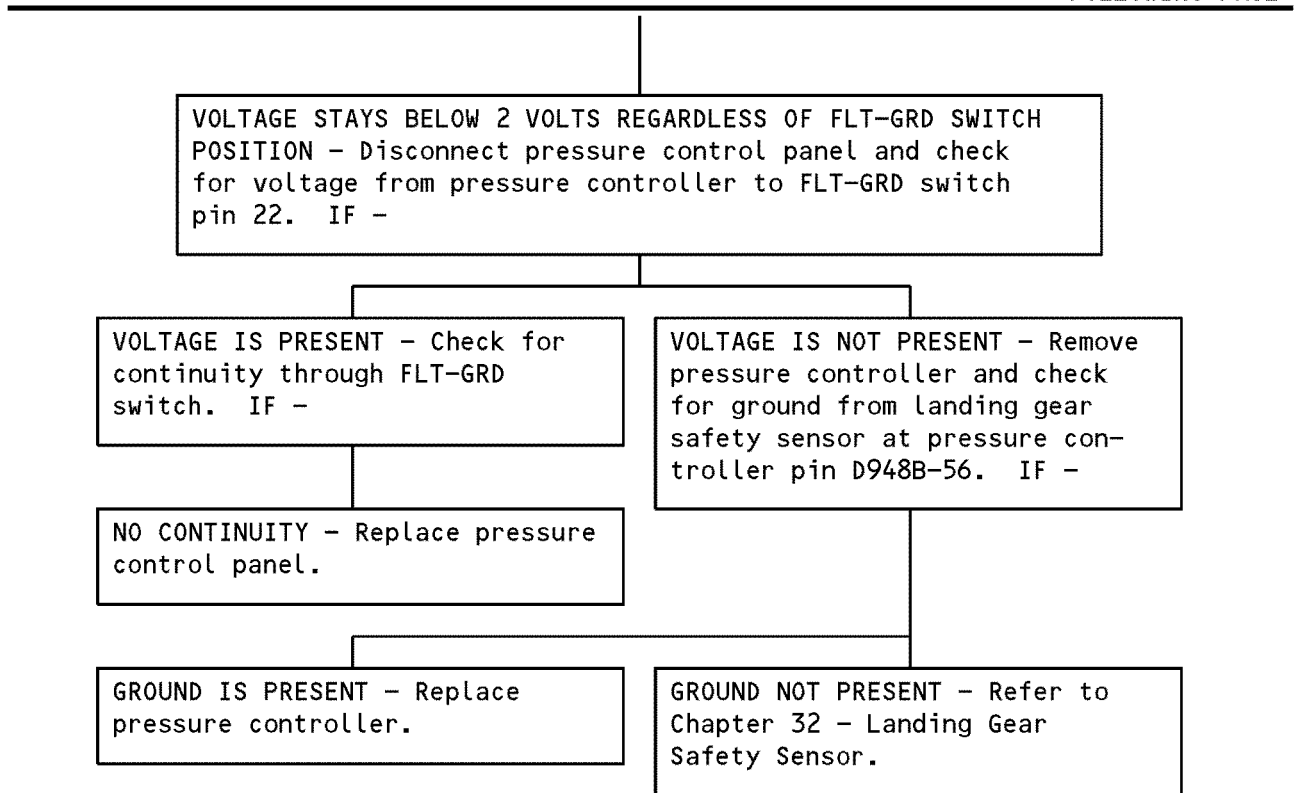 VOLTAGE STAYS BELOW 2 VOLTS REGARDLESS OF FLT-GRD SWITCH
POSITION – Disconnect pressure control panel and check
for voltage from pressure controller to FLT-GRD switch
pin 22. IF –
VOLTAGE IS PRESENT – Check for
continuity through FLT-GRD
switch. IF –
VOLTAGE IS NOT PRESENT – Remove
pressure controller and check
for ground from landing gear
safety sensor at pressure con-
troller pin D948B-56. IF –
NO CONTINUITY – Replace pressure
control panel.
GROUND IS PRESENT – Replace
pressure controller.
GROUND NOT PRESENT – Refer to
Chapter 32 – Landing Gear
Safety Sensor.